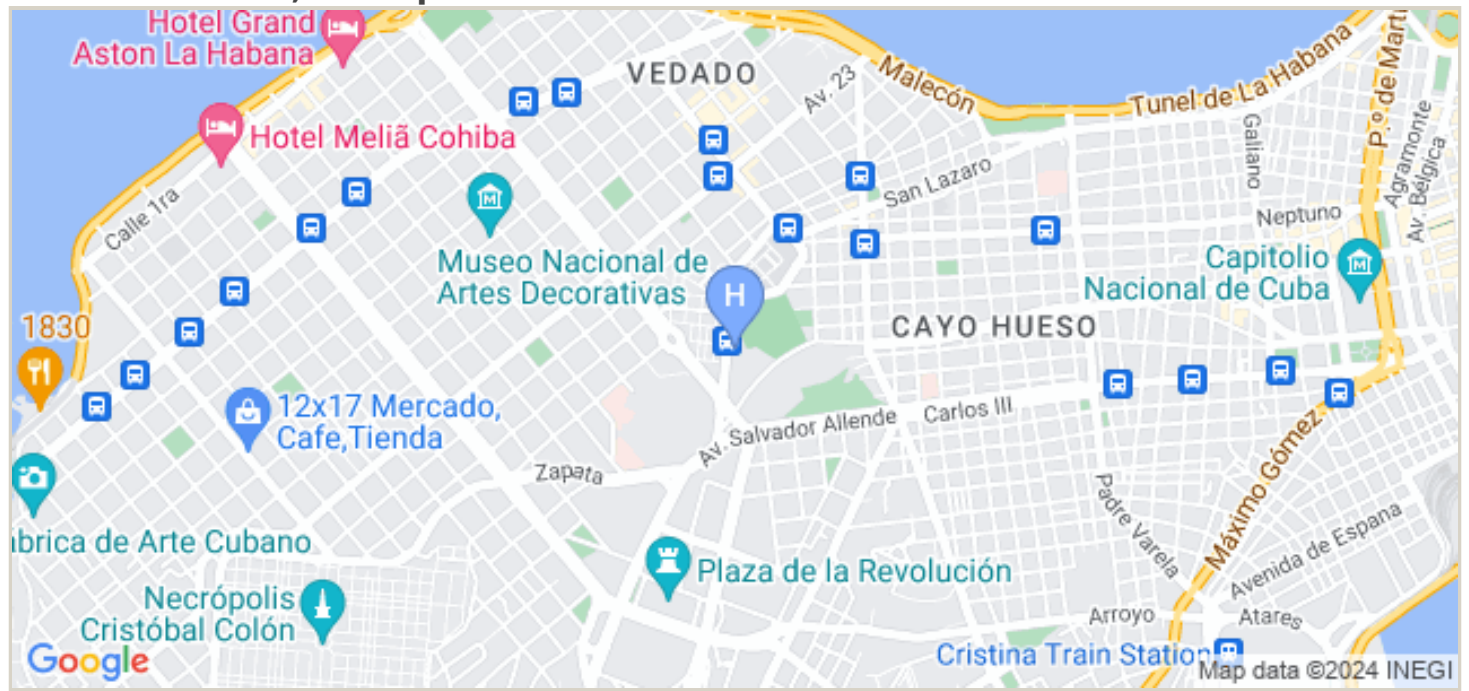 Hotel Grand
Aston La Habana
VEDADO
Av. 23
Malecón
Tunel de La Habana
P.º de Martí
Agramonte
Av. Bélgica
Galiano
Hotel Meliã Cohiba
San Lazaro
Calle 1ra
Neptuno
Museo Nacional de
Artes Decorativas
H
Capitolio
Nacional de Cuba
1830
CAYO HUESO
12x17 Mercado,
Cafe,Tienda
Av. Salvador Allende
Carlos III
Zapata
Máximo Gómez
Padre Varela
Avenida de Espana
ábrica de Arte Cubano
Plaza de la Revolución
Necrópolis
Cristóbal Colón
Arroyo
Atares
Cristina Train Station
Google
Map data ©2024 INEGI